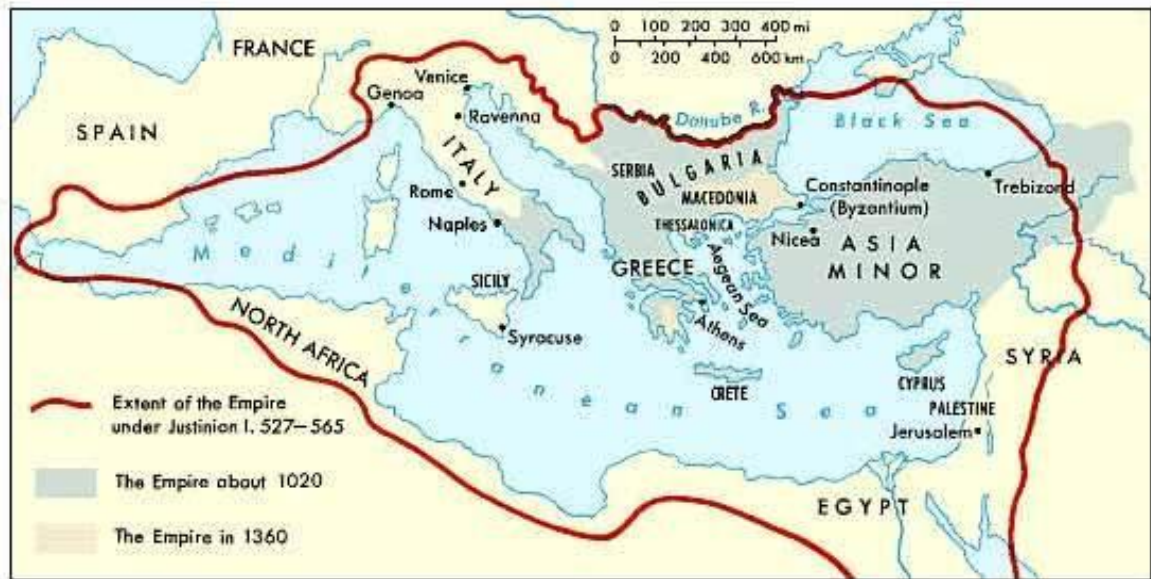 0 100 200 300 400 mi
0 200 400 600 km
FRANCE
Venice
Genoa
Ravenna
Danube R.
Black Sea
SPAIN
ITALY
SERBIA
BULGARIA
Rome
MACEDONIA
Constantinople
(Byzantium)
Trebizond
Naples
THESSALONICA
Nicea
ASIA
MINOR
GREECE
Aegean Sea
SICILY
Athens
Syracuse
NORTH AFRICA
Mediterranean Sea
SYRIA
CRETE
CYPRUS
PALESTINE
Jerusalem
EGYPT
Extent of the Empire
under Justinion I. 527–565
The Empire about 1020
The Empire in 1360